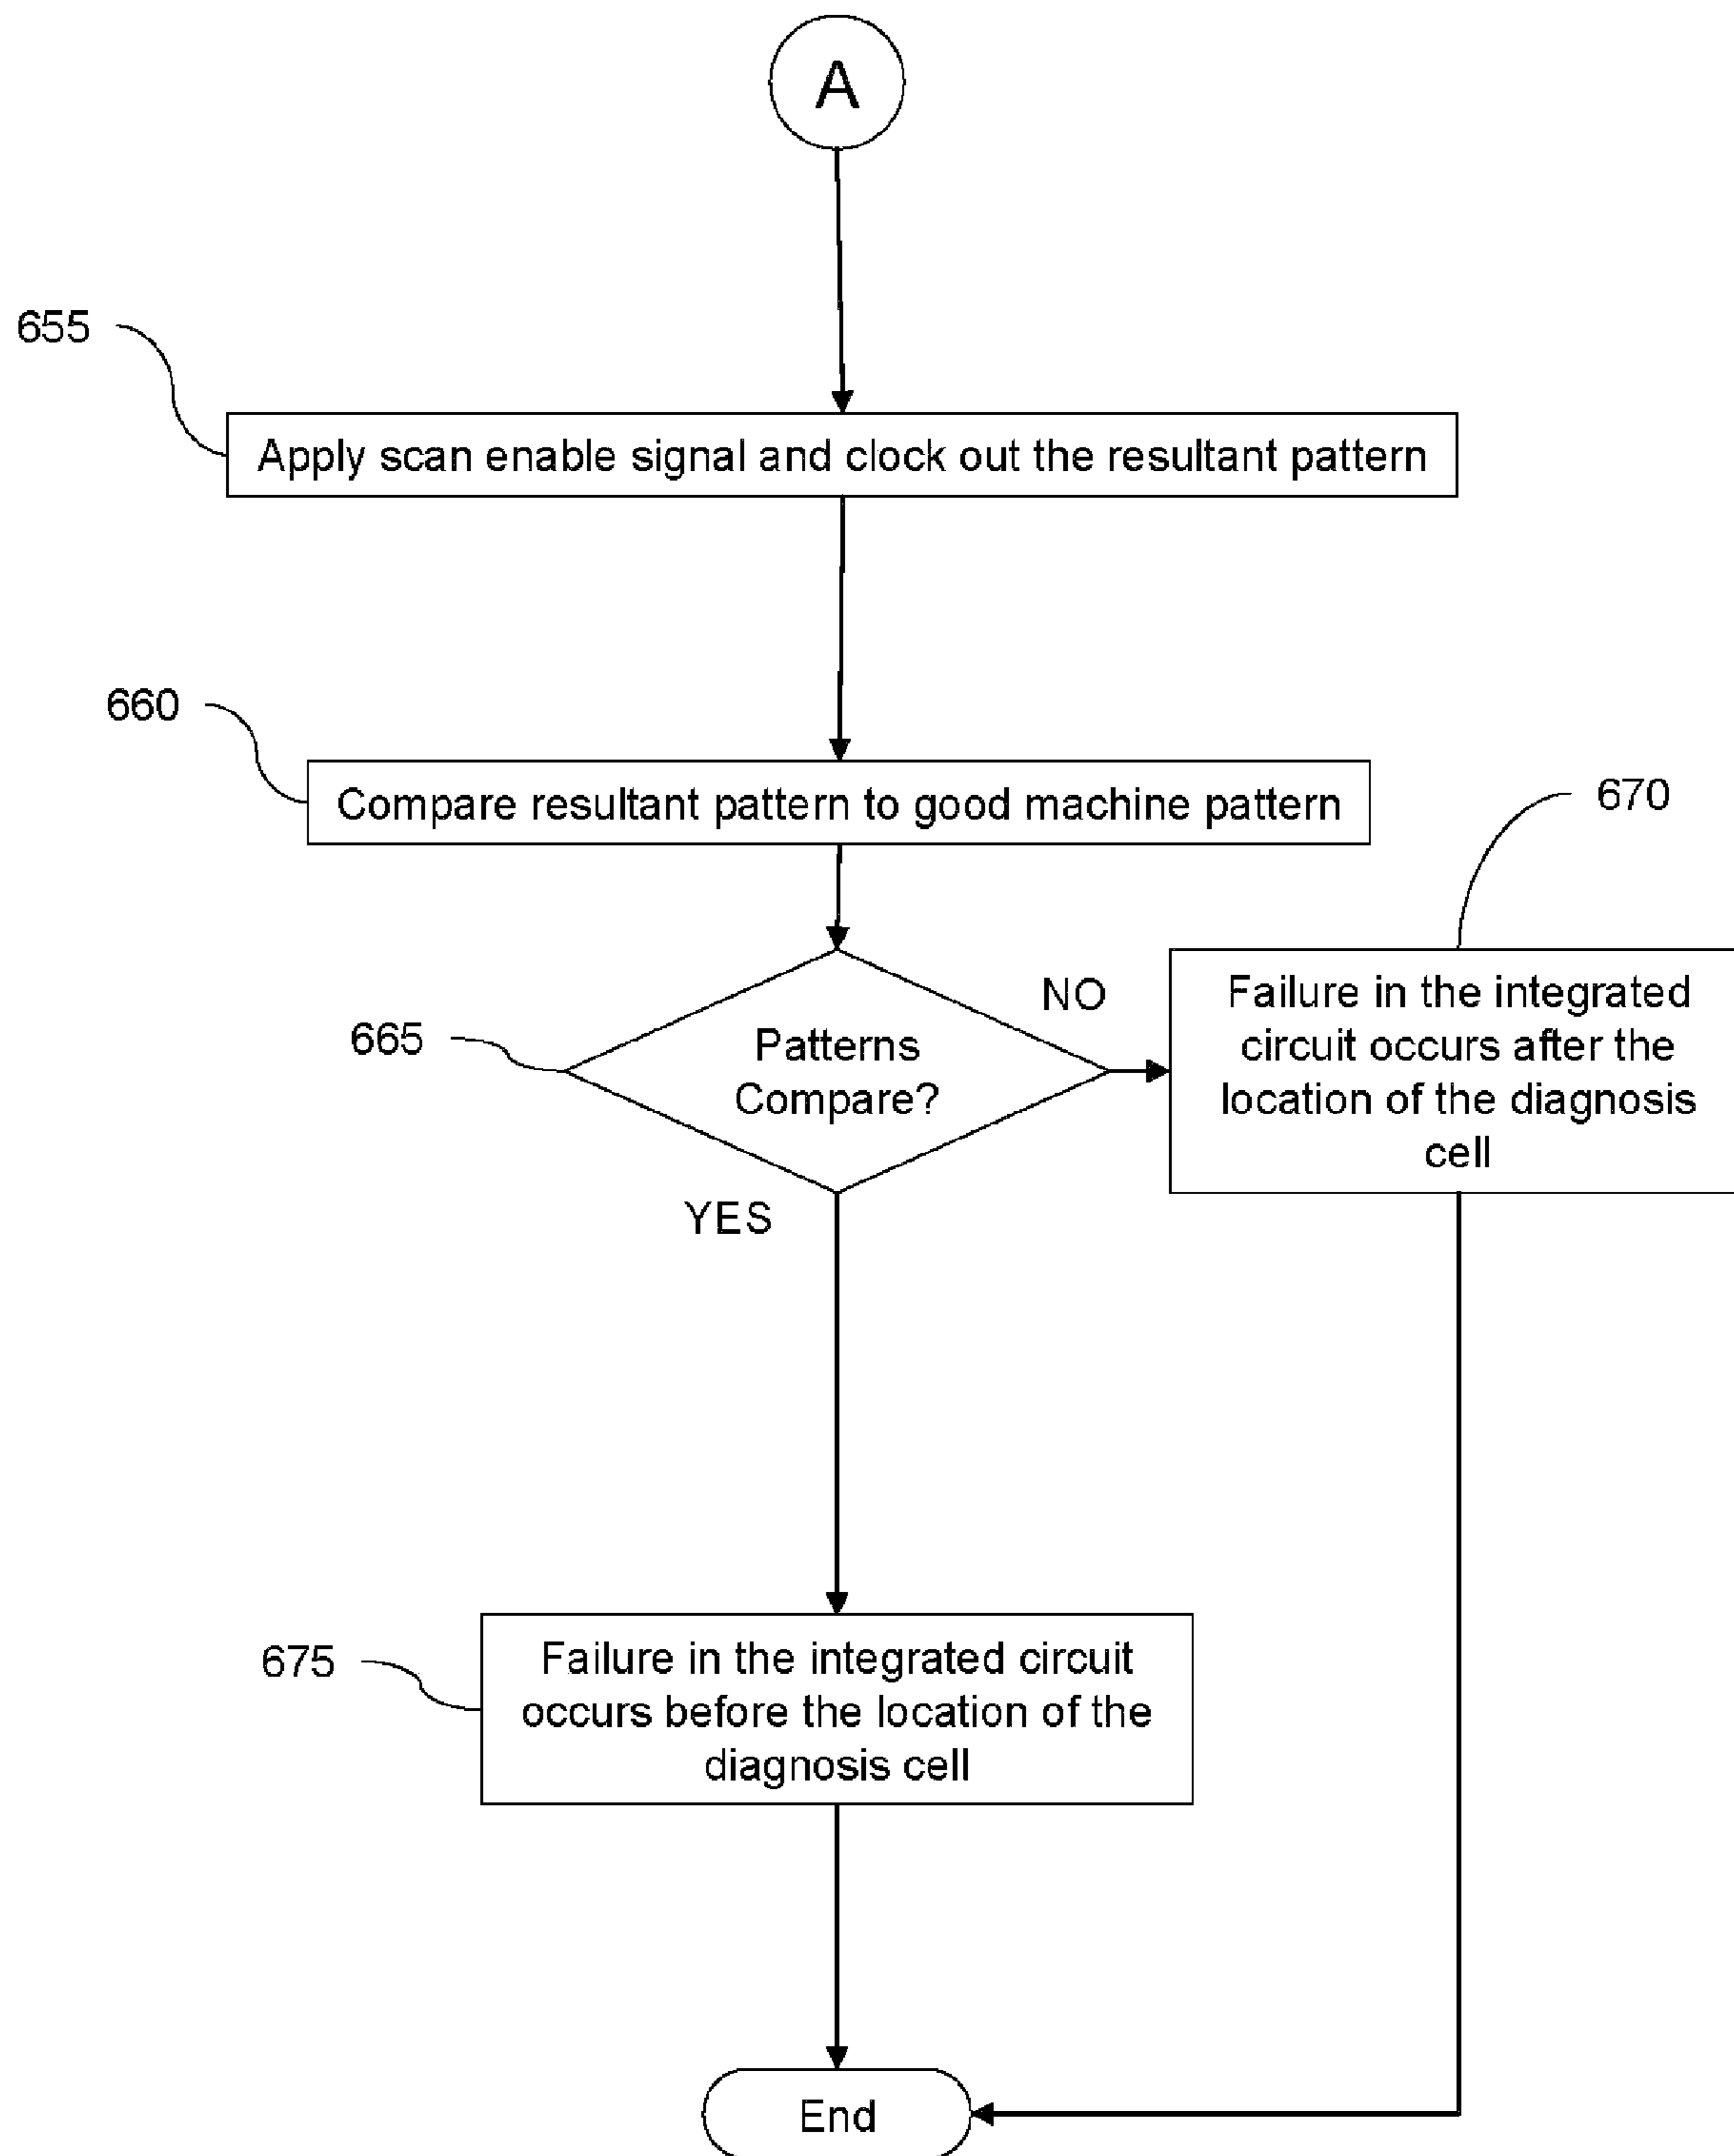 A
655
Apply scan enable signal and clock out the resultant pattern
660
Compare resultant pattern to good machine pattern
670
665
Patterns
Compare?
NO
Failure in the integrated
circuit occurs after the
location of the diagnosis
cell
YES
675
Failure in the integrated circuit
occurs before the location of the
diagnosis cell
End